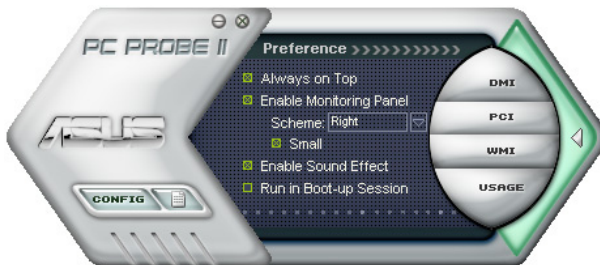 PC PROBE II
Preference >>>>>>>>>>>
Always on Top
Enable Monitoring Panel
Scheme: Right
Small
Enable Sound Effect
Run in Boot-up Session
ASUS
CONFIG
DMI
PCI
WMI
USAGE